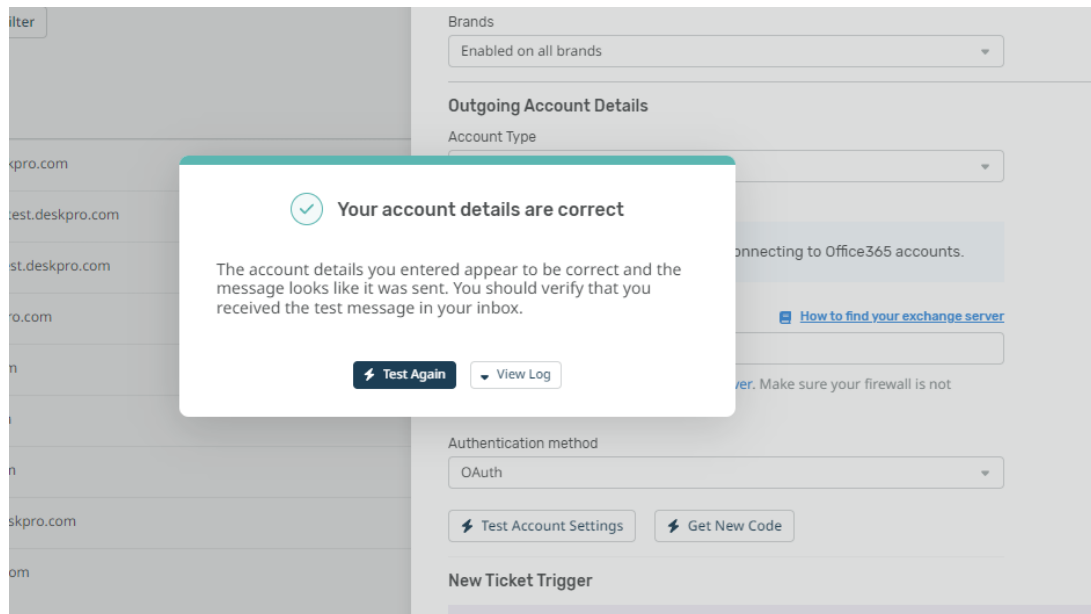 ilter
kpro.com
test.deskpro.com
st.deskpro.com
ro.com
m
n
skpro.com
om
Brands
Enabled on all brands
Outgoing Account Details
Account Type
onnecting to Office365 accounts.
How to find your exchange server
ver. Make sure your firewall is not
Authentication method
OAuth
Test Account Settings
Get New Code
New Ticket Trigger
Your account details are correct
The account details you entered appear to be correct and the
message looks like it was sent. You should verify that you
received the test message in your inbox.
Test Again
View Log